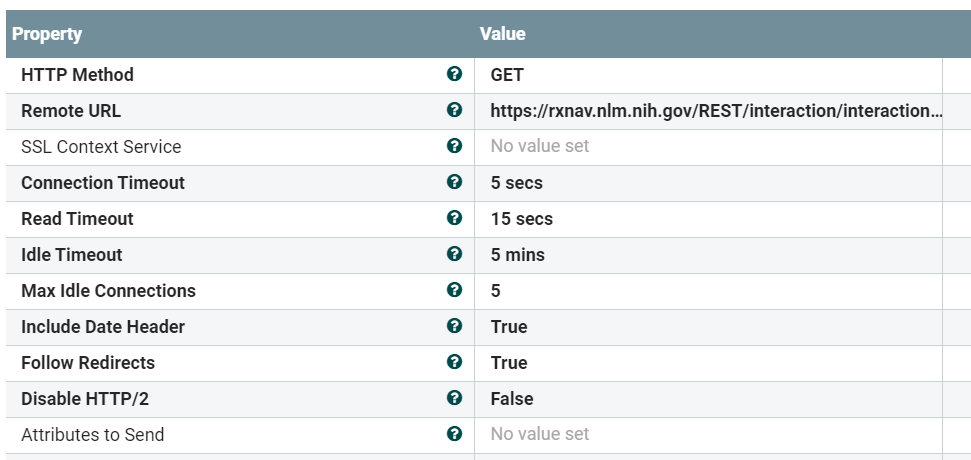 Property Value
HTTP Method ? GET
Remote URL ? https://rxnav.nlm.nih.gov/REST/interaction/interaction...
SSL Context Service ? No value set
Connection Timeout ? 5 secs
Read Timeout ? 15 secs
Idle Timeout ? 5 mins
Max Idle Connections ? 5
Include Date Header ? True
Follow Redirects ? True
Disable HTTP/2 ? False
Attributes to Send ? No value set